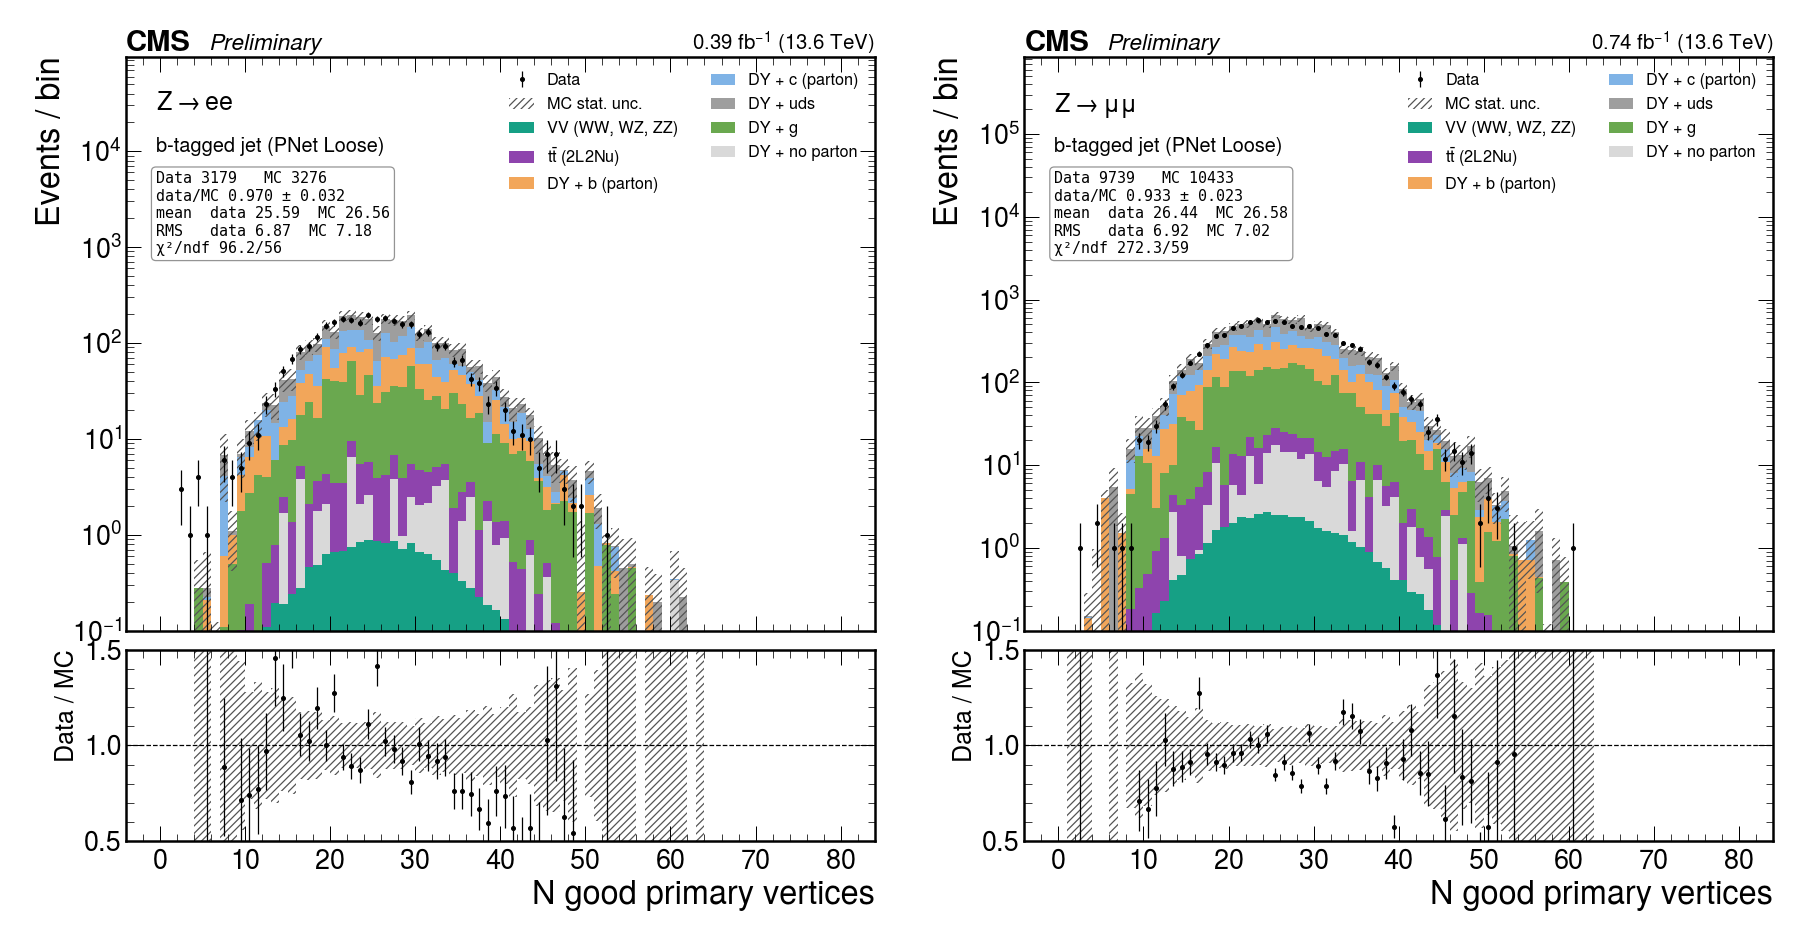 CMS Preliminary 0.39 fb⁻¹ (13.6 TeV)
Events / bin
Z → ee
b-tagged jet (PNet Loose)
Data 3179 MC 3276
data/MC 0.970 ± 0.032
mean data 25.59 MC 26.56
RMS data 6.87 MC 7.18
χ²/ndf 96.2/56
Data
MC stat. unc.
VV (WW, WZ, ZZ)
tt̄ (2L2Nu)
DY + b (parton)
DY + c (parton)
DY + uds
DY + g
DY + no parton
10⁴
10³
10²
10¹
10⁰
10⁻¹
Data / MC
1.5
1.0
0.5
0 10 20 30 40 50 60 70 80
N good primary vertices
CMS Preliminary 0.74 fb⁻¹ (13.6 TeV)
Events / bin
Z → μμ
b-tagged jet (PNet Loose)
Data 9739 MC 10433
data/MC 0.933 ± 0.023
mean data 26.44 MC 26.58
RMS data 6.92 MC 7.02
χ²/ndf 272.3/59
Data
MC stat. unc.
VV (WW, WZ, ZZ)
tt̄ (2L2Nu)
DY + b (parton)
DY + c (parton)
DY + uds
DY + g
DY + no parton
10⁵
10⁴
10³
10²
10¹
10⁰
10⁻¹
Data / MC
1.5
1.0
0.5
0 10 20 30 40 50 60 70 80
N good primary vertices